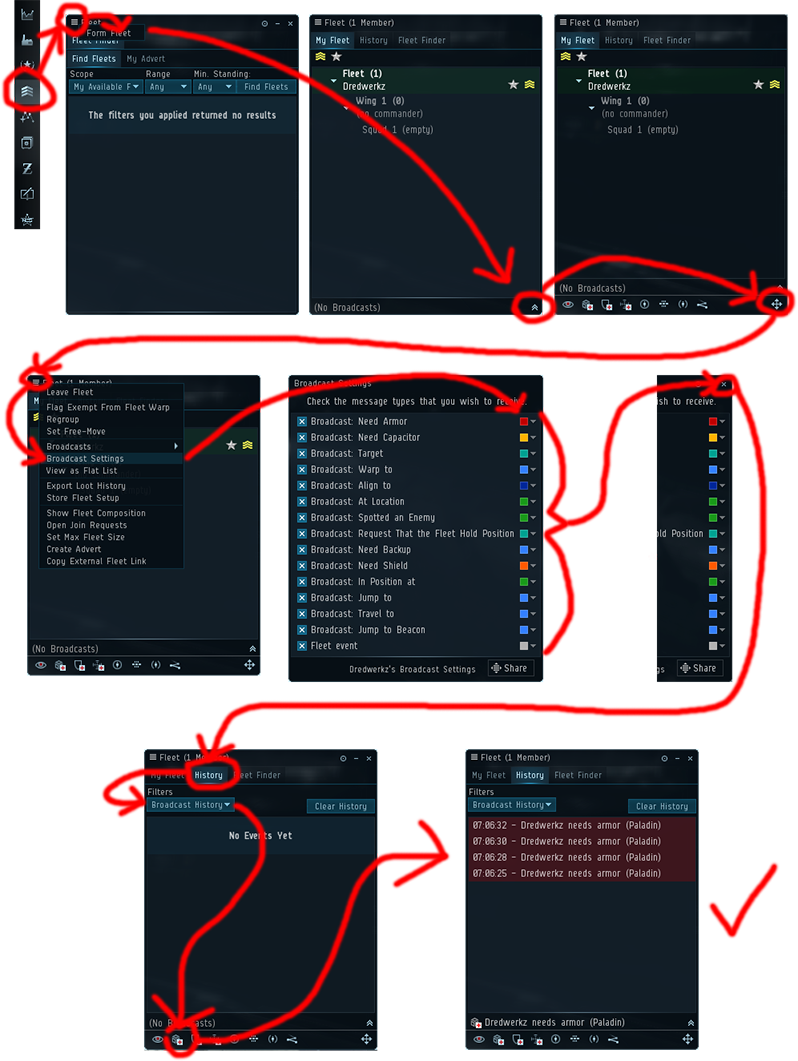 Fleet
Form Fleet
Fleet Finder
Find Fleets My Advert
Scope Range Min. Standing:
My Available F Any Any Find Fleets
The filters you applied returned no results
Fleet (1 Member)
My Fleet History Fleet Finder
Fleet (1)
Dredwerkz
Wing 1 (0)
(no commander)
Squad 1 (empty)
(No Broadcasts)
Fleet (1 Member)
My Fleet History Fleet Finder
Fleet (1)
Dredwerkz
Wing 1 (0)
(no commander)
Squad 1 (empty)
(No Broadcasts)
Fleet (1 Member)
Leave Fleet
Flag Exempt From Fleet Warp
Regroup
Set Free-Move
Broadcasts
Broadcast Settings
View as Flat List
Export Loot History
Store Fleet Setup
Show Fleet Composition
Open Join Requests
Set Max Fleet Size
Create Advert
Copy External Fleet Link
(No Broadcasts)
Broadcast Settings
Check the message types that you wish to receive.
Broadcast: Need Armor
Broadcast: Need Capacitor
Broadcast: Target
Broadcast: Warp to
Broadcast: Align to
Broadcast: At Location
Broadcast: Spotted an Enemy
Broadcast: Request That the Fleet Hold Position
Broadcast: Need Backup
Broadcast: Need Shield
Broadcast: In Position at
Broadcast: Jump to
Broadcast: Travel to
Broadcast: Jump to Beacon
Fleet event
Dredwerkz's Broadcast Settings Share
ish to receive.
old Position
gs Share
Fleet (1 Member)
My Fleet History Fleet Finder
Filters
Broadcast History Clear History
No Events Yet
(No Broadcasts)
Fleet (1 Member)
My Fleet History Fleet Finder
Filters
Broadcast History Clear History
07:06:32 - Dredwerkz needs armor (Paladin)
07:06:30 - Dredwerkz needs armor (Paladin)
07:06:28 - Dredwerkz needs armor (Paladin)
07:06:25 - Dredwerkz needs armor (Paladin)
Dredwerkz needs armor (Paladin)